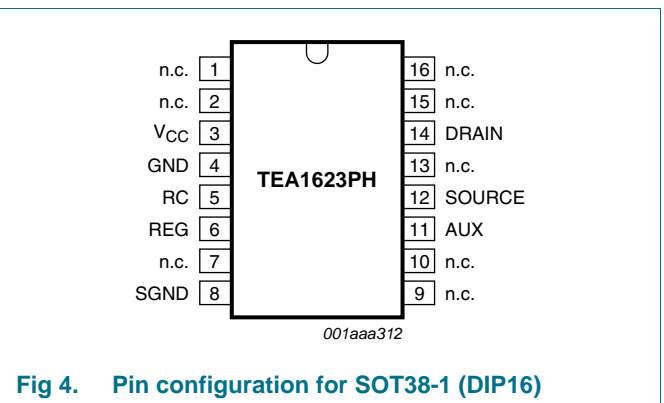 n.c. 1 16 n.c.
n.c. 2 15 n.c.
VCC 3 14 DRAIN
GND 4 13 n.c.
TEA1623PH
RC 5 12 SOURCE
REG 6 11 AUX
n.c. 7 10 n.c.
SGND 8 9 n.c.
001aaa312
Fig 4. Pin configuration for SOT38-1 (DIP16)